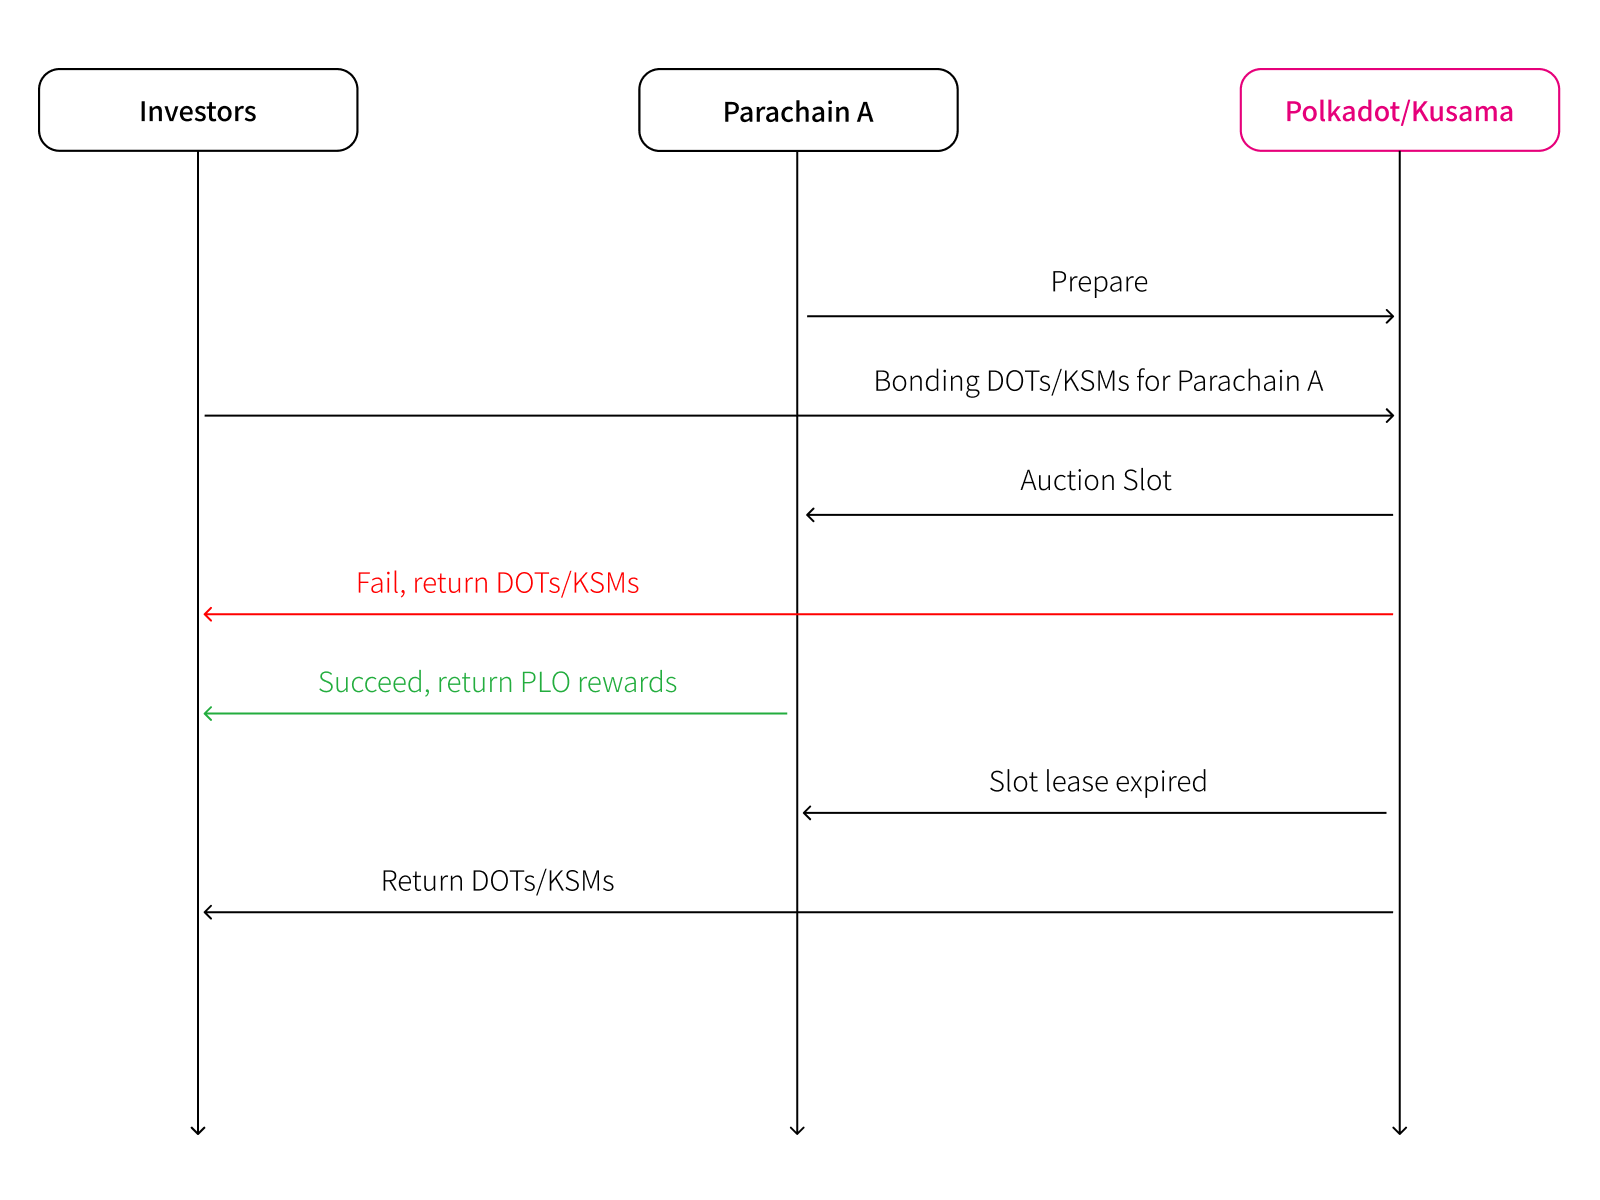 Investors
Parachain A
Polkadot/Kusama
Prepare
Bonding DOTs/KSMs for Parachain A
Auction Slot
Fail, return DOTs/KSMs
Succeed, return PLO rewards
Slot lease expired
Return DOTs/KSMs